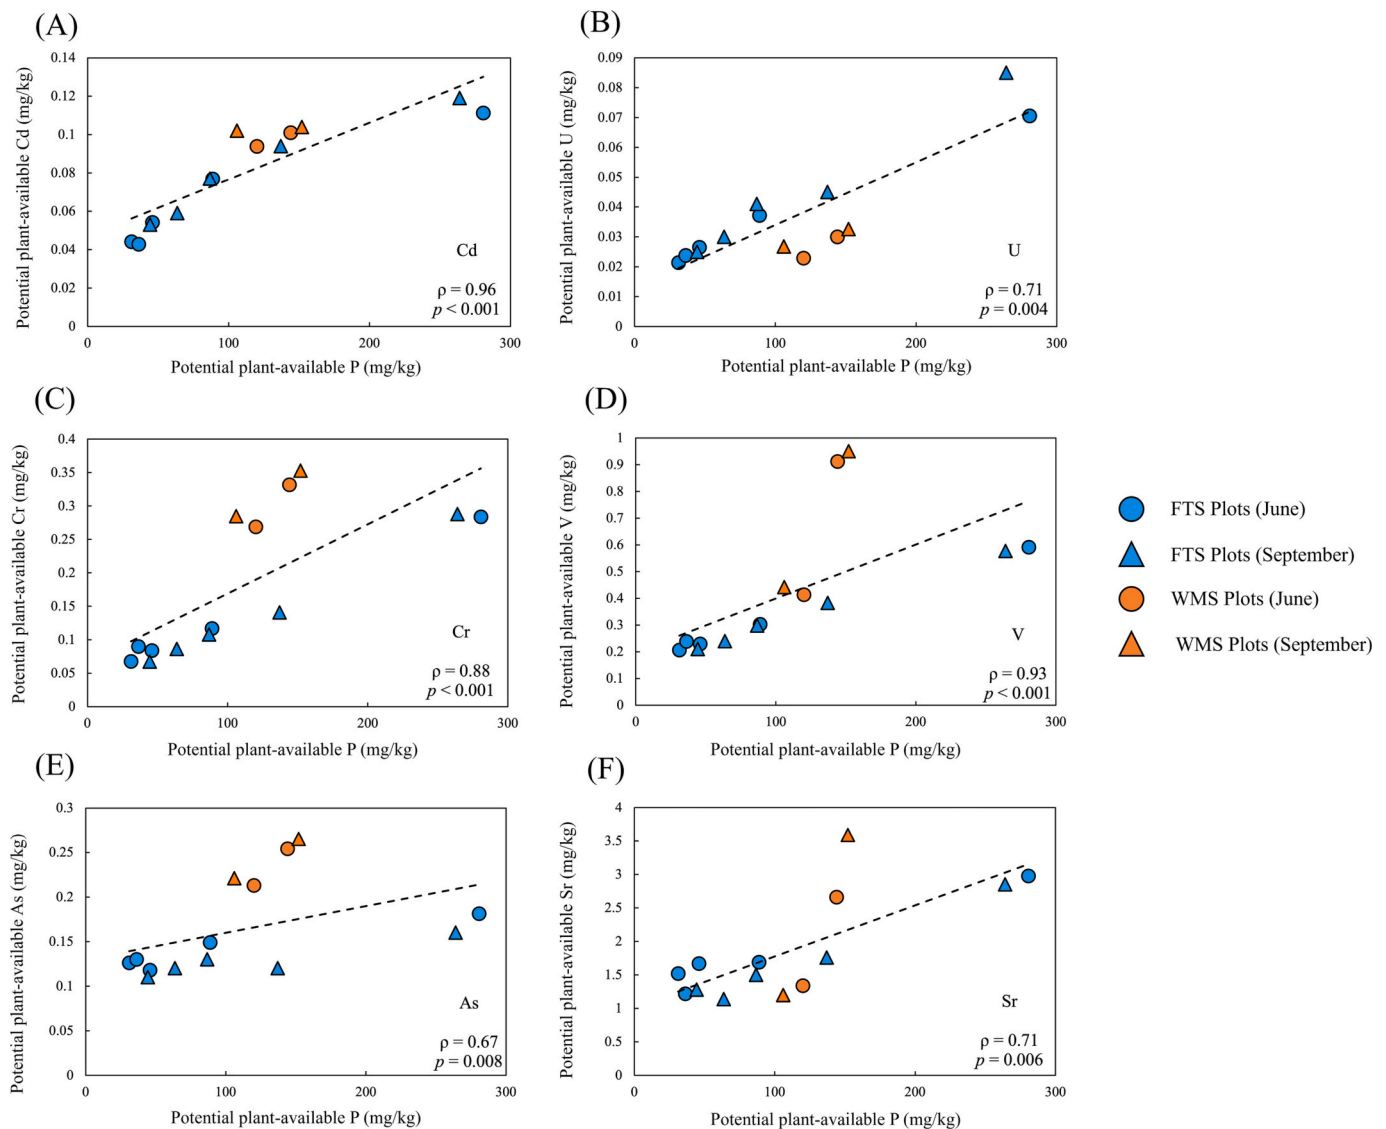 (A)
Potential plant-available Cd (mg/kg)
0.14
0.12
0.1
0.08
0.06
0.04
0.02
0
0
100
200
300
Cd
ρ = 0.96
p < 0.001
Potential plant-available P (mg/kg)
(B)
Potential plant-available U (mg/kg)
0.09
0.08
0.07
0.06
0.05
0.04
0.03
0.02
0.01
0
0
100
200
300
U
ρ = 0.71
p = 0.004
Potential plant-available P (mg/kg)
(C)
Potential plant-available Cr (mg/kg)
0.4
0.35
0.3
0.25
0.2
0.15
0.1
0.05
0
0
100
200
300
Cr
ρ = 0.88
p < 0.001
Potential plant-available P (mg/kg)
(D)
Potential plant-available V (mg/kg)
1
0.9
0.8
0.7
0.6
0.5
0.4
0.3
0.2
0.1
0
0
100
200
300
V
ρ = 0.93
p < 0.001
Potential plant-available P (mg/kg)
FTS Plots (June)
FTS Plots (September)
WMS Plots (June)
WMS Plots (September)
(E)
Potential plant-available As (mg/kg)
0.3
0.25
0.2
0.15
0.1
0.05
0
0
100
200
300
As
ρ = 0.67
p = 0.008
Potential plant-available P (mg/kg)
(F)
Potential plant-available Sr (mg/kg)
4
3.5
3
2.5
2
1.5
1
0.5
0
0
100
200
300
Sr
ρ = 0.71
p = 0.006
Potential plant-available P (mg/kg)